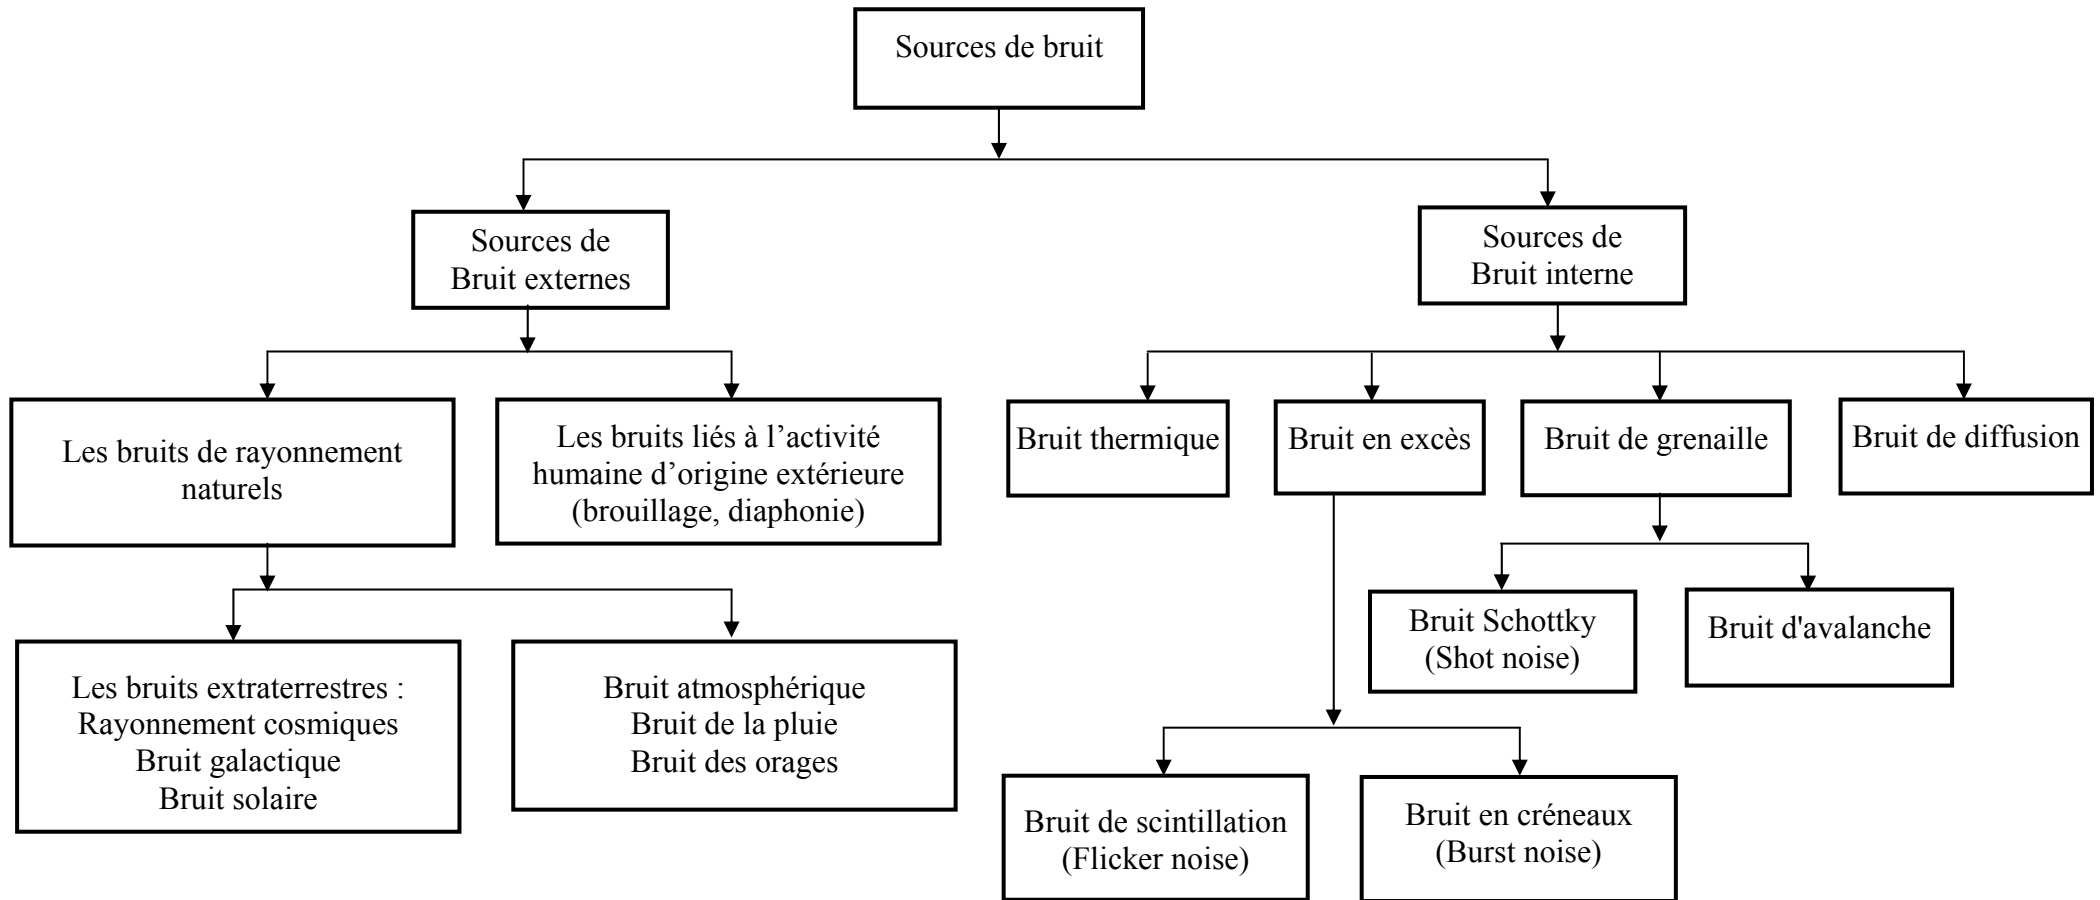 Sources de bruit
Sources de
Bruit externes
Sources de
Bruit interne
Les bruits de rayonnement
naturels
Les bruits liés à l’activité
humaine d’origine extérieure
(brouillage, diaphonie)
Bruit thermique
Bruit en excès
Bruit de grenaille
Bruit de diffusion
Les bruits extraterrestres :
Rayonnement cosmiques
Bruit galactique
Bruit solaire
Bruit atmosphérique
Bruit de la pluie
Bruit des orages
Bruit Schottky
(Shot noise)
Bruit d'avalanche
Bruit de scintillation
(Flicker noise)
Bruit en créneaux
(Burst noise)